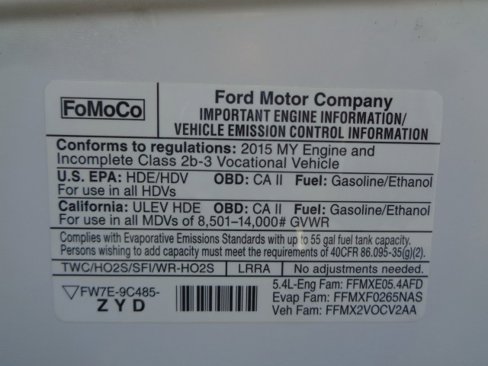 FoMoCo
Ford Motor Company
IMPORTANT ENGINE INFORMATION/
VEHICLE EMISSION CONTROL INFORMATION
Conforms to regulations: 2015 MY Engine and
Incomplete Class 2b-3 Vocational Vehicle
U.S. EPA: HDE/HDV OBD: CA II Fuel: Gasoline/Ethanol
For use in all HDVs
California: ULEV HDE OBD: CA II Fuel: Gasoline/Ethanol
For use in all MDVs of 8,501-14,000# GVWR
Complies with Evaporative Emissions Standards with up to 55 gal fuel tank capacity.
Persons wishing to add capacity must meet the requirements of 40CFR 86.095-35(g)(2).
TWC/HO2S/SFI/WR-HO2S LRRA No adjustments needed.
FW7E-9C485-
ZYD
5.4L-Eng Fam: FFMXE05.4AFD
Evap Fam: FFMXF0265NAS
Veh Fam: FFMX2VOCV2AA